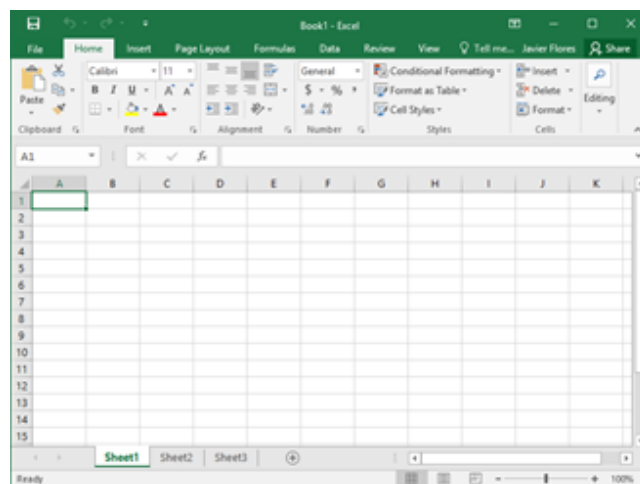 Book1 - Excel
File Home Insert Page Layout Formulas Data Review View Tell me... Javier Flores Share
Calibri 11 General Conditional Formatting Insert
Paste B I U A A $ % , Format as Table Delete Editing
A Cell Styles Format
Clipboard Font Alignment Number Styles Cells
A1 fx
A B C D E F G H I J K
1
2
3
4
5
6
7
8
9
10
11
12
13
14
15
Sheet1 Sheet2 Sheet3
Ready 100%